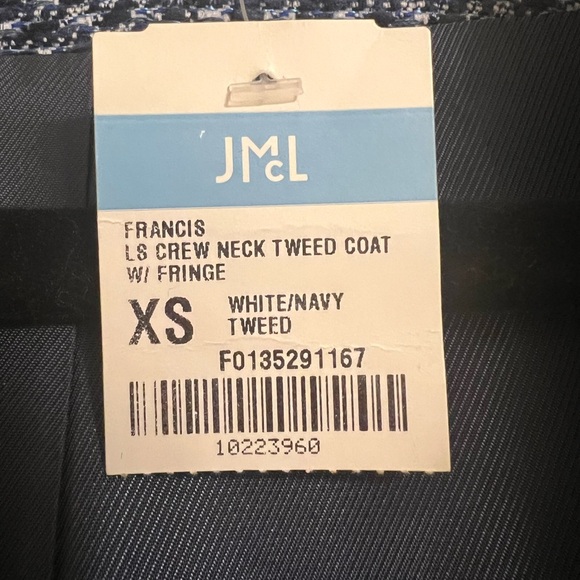 JMcL
FRANCIS
LS CREW NECK TWEED COAT
W/ FRINGE
XS
WHITE/NAVY
TWEED
F0135291167
10223960